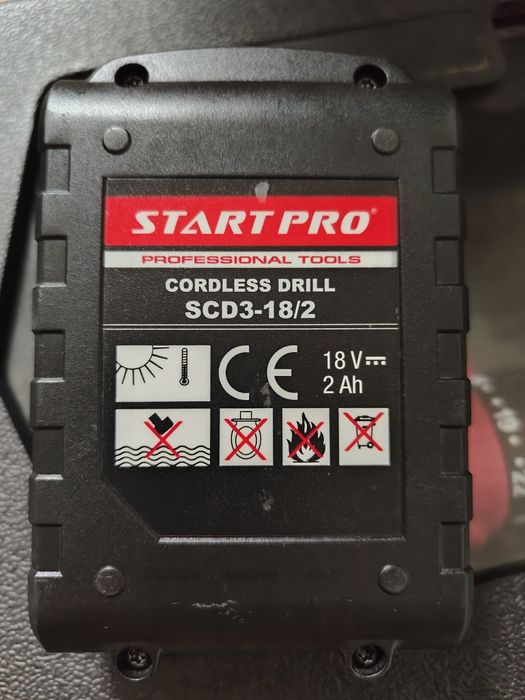 START PRO®
PROFESSIONAL TOOLS
CORDLESS DRILL
SCD3-18/2
CE
18 V
2 Ah